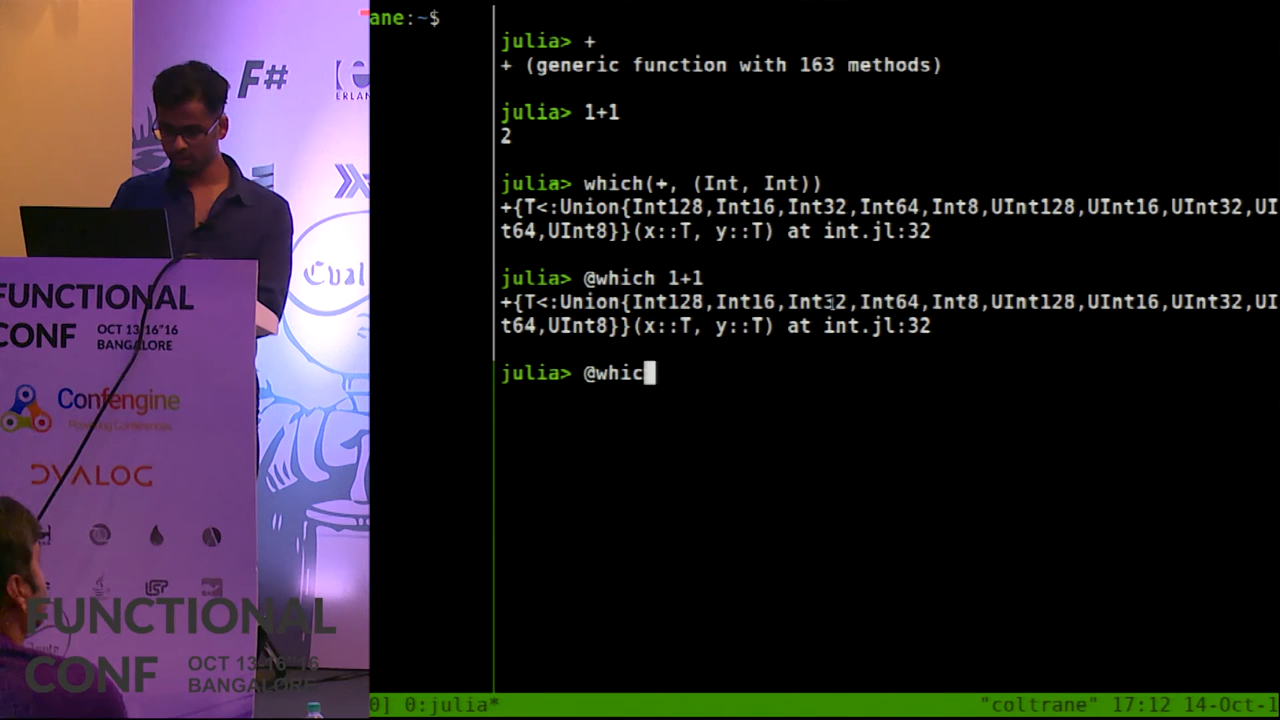 ane:~$
julia> +
+ (generic function with 163 methods)
julia> 1+1
2
julia> which(+, (Int, Int))
+{T<:Union{Int128,Int16,Int32,Int64,Int8,UInt128,UInt16,UInt32,UI
t64,UInt8}}(x::T, y::T) at int.jl:32
julia> @which 1+1
+{T<:Union{Int128,Int16,Int32,Int64,Int8,UInt128,UInt16,UInt32,UI
t64,UInt8}}(x::T, y::T) at int.jl:32
julia> @whic
0] 0:julia*
"coltrane" 17:12 14-Oct-1
F#
ERLAN
FUNCTIONAL
CONF
OCT 13-16"16
BANGALORE
Confengine
Powering Conferences
DYALOG
LISP
FUNCTIONAL
CONF
OCT 13-16"16
BANGALORE